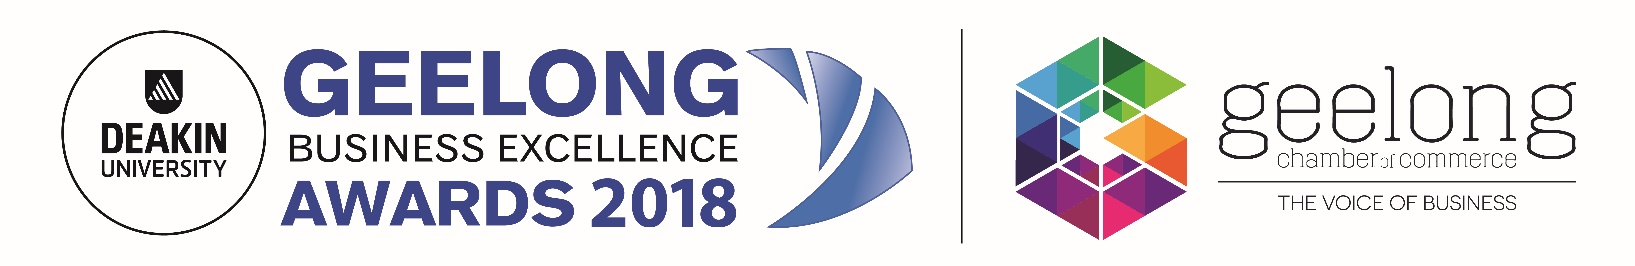 DEAKIN
UNIVERSITY
GEELONG
BUSINESS EXCELLENCE
AWARDS 2018
geelong
chamber of commerce
THE VOICE OF BUSINESS